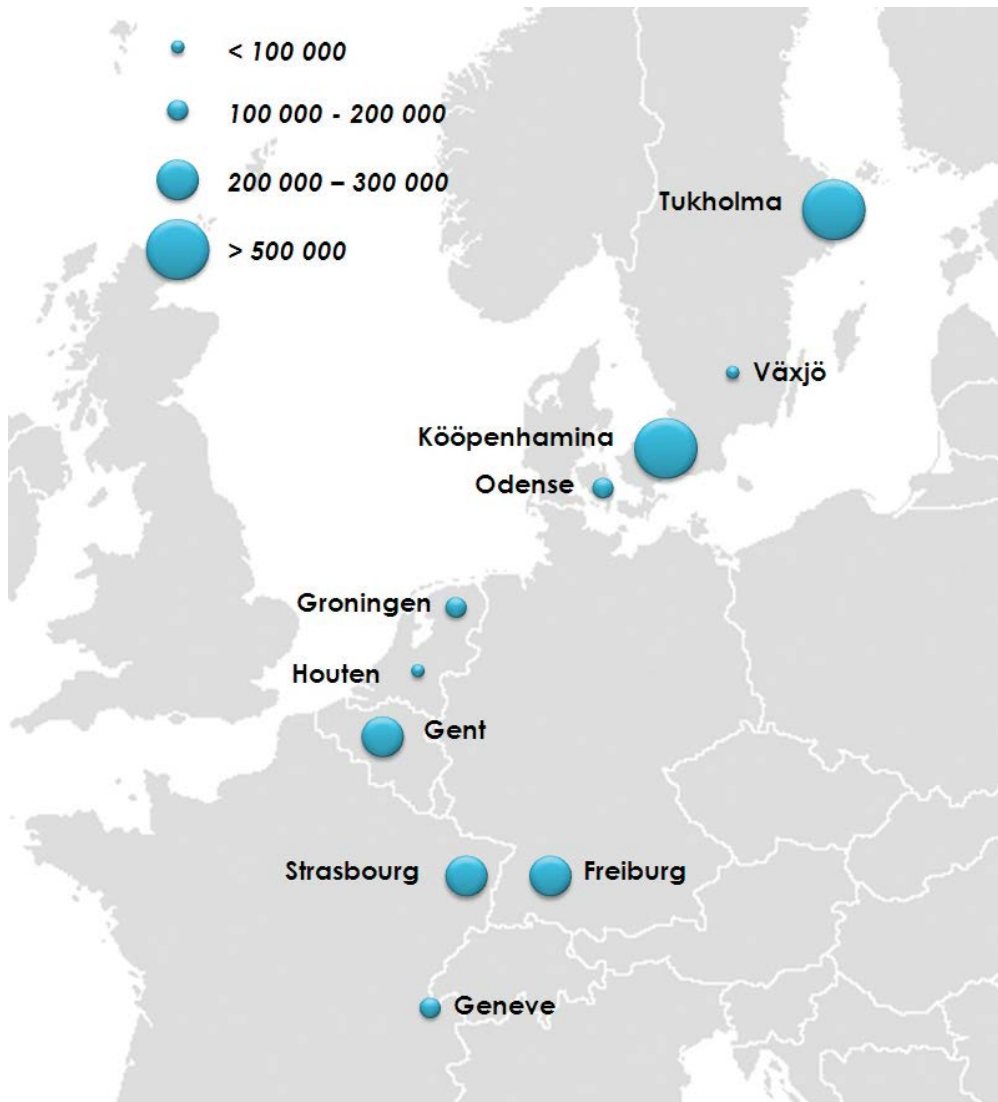 < 100 000
100 000 - 200 000
200 000 – 300 000
> 500 000
Tukholma
Växjö
Kööpenhamina
Odense
Groningen
Houten
Gent
Strasbourg
Freiburg
Geneve